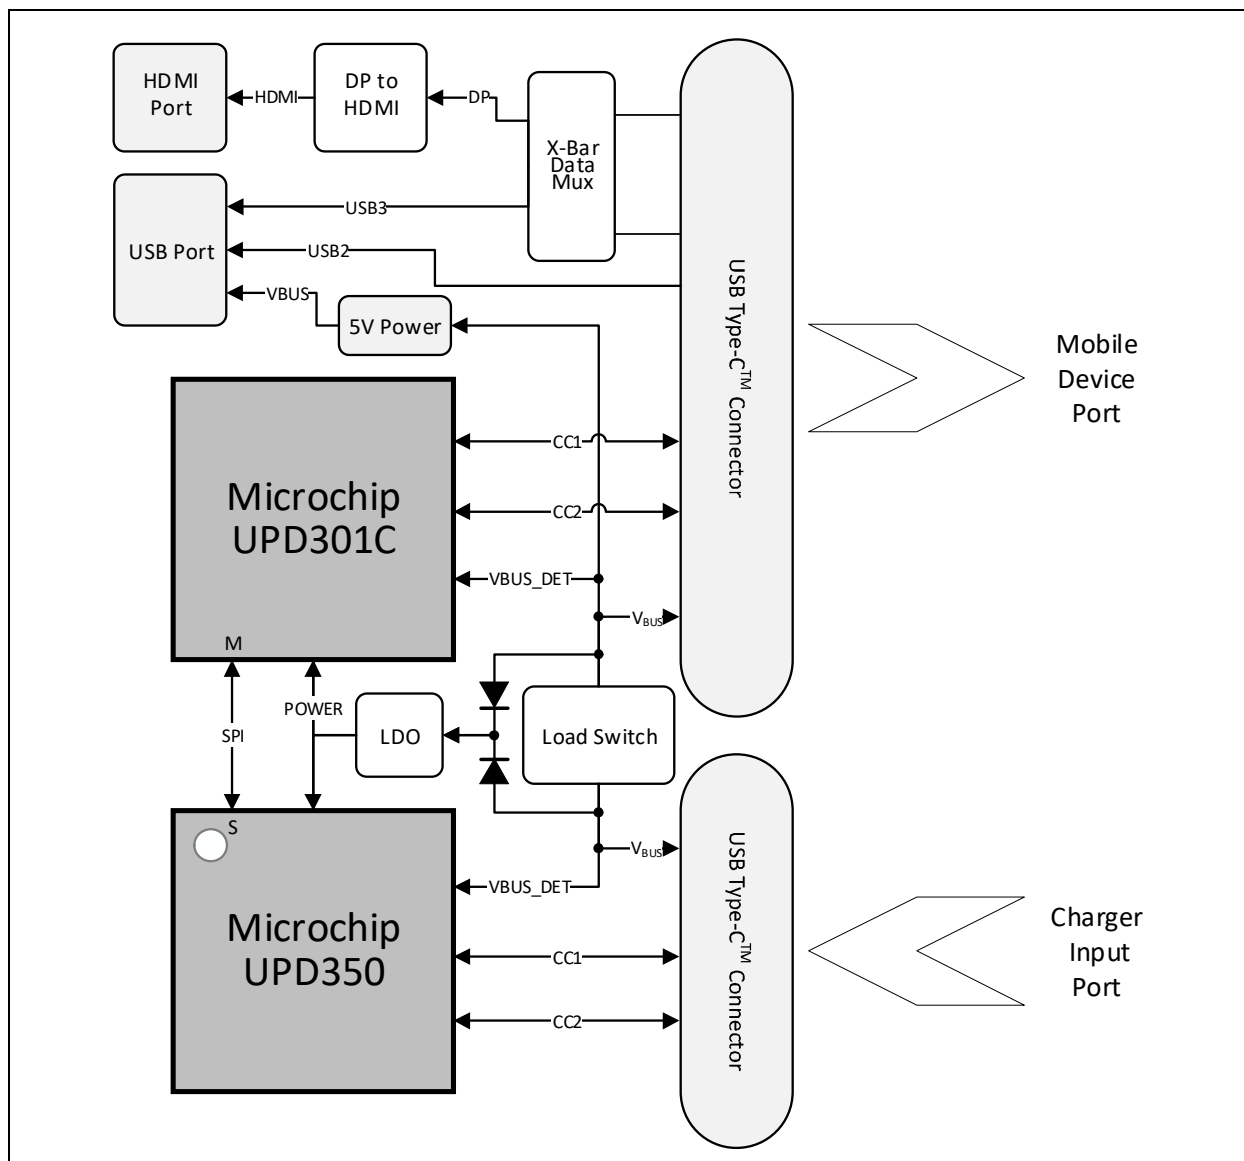 HDMI
Port
HDMI
DP to
HDMI
DP
X-Bar
Data
Mux
USB Port
USB3
USB2
VBUS
5V Power
USB Type-C™ Connector
Mobile
Device
Port
Microchip
UPD301C
M
CC1
CC2
VBUS_DET
VBUS
SPI
POWER
LDO
Load Switch
S
Microchip
UPD350
VBUS
VBUS_DET
CC1
CC2
USB Type-C™ Connector
Charger
Input
Port